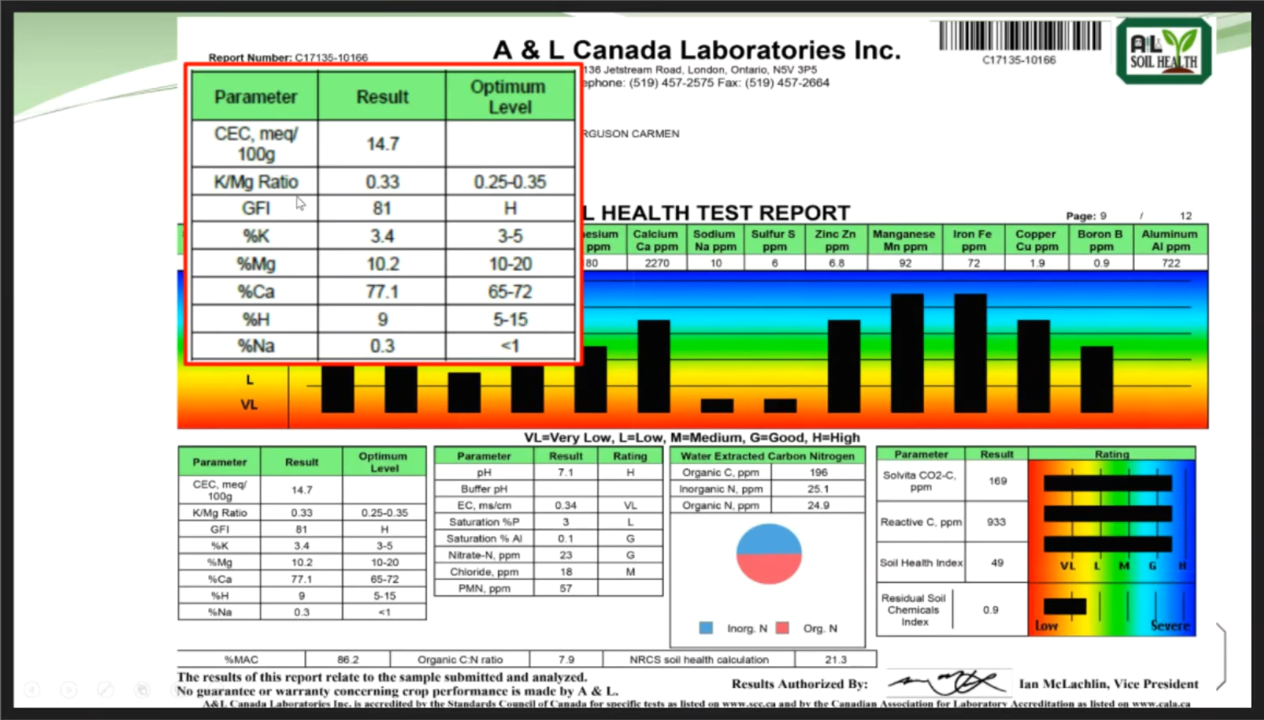 Report Number: C17135-10166
A & L Canada Laboratories Inc.
C17135-10166
A&L
SOIL HEALTH
136 Jetstream Road, London, Ontario, N5V 3P5
ephone: (519) 457-2575 Fax: (519) 457-2664
RGUSON CARMEN
Parameter Result Optimum Level
CEC, meq/ 100g 14.7
K/Mg Ratio 0.33 0.25-0.35
GFI 81 H
%K 3.4 3-5
%Mg 10.2 10-20
%Ca 77.1 65-72
%H 9 5-15
%Na 0.3 <1
L HEALTH TEST REPORT
Page: 9 / 12
esium ppm Calcium Ca ppm Sodium Na ppm Sulfur S ppm Zinc Zn ppm Manganese Mn ppm Iron Fe ppm Copper Cu ppm Boron B ppm Aluminum Al ppm
80 2270 10 6 6.8 92 72 1.9 0.9 722
L
VL
VL=Very Low, L=Low, M=Medium, G=Good, H=High
Parameter Result Optimum Level
CEC, meq/ 100g 14.7
K/Mg Ratio 0.33 0.25-0.35
GFI 81 H
%K 3.4 3-5
%Mg 10.2 10-20
%Ca 77.1 65-72
%H 9 5-15
%Na 0.3 <1
Parameter Result Rating
pH 7.1 H
Buffer pH
EC, ms/cm 0.34 VL
Saturation %P 3 L
Saturation % Al 0.1 G
Nitrate-N, ppm 23 G
Chloride, ppm 18 M
PMN, ppm 57
Water Extracted Carbon Nitrogen
Organic C, ppm 196
Inorganic N, ppm 25.1
Organic N, ppm 24.9
Inorg. N Org. N
Parameter Result Rating
Solvita CO2-C, ppm 169
Reactive C, ppm 933
Soil Health Index 49
VL L M G H
Residual Soil Chemicals Index 0.9
Low Severe
%MAC 86.2 Organic C:N ratio 7.9 NRCS soil health calculation 21.3
The results of this report relate to the sample submitted and analyzed.
No guarantee or warranty concerning crop performance is made by A & L.
Results Authorized By: Ian McLachlin, Vice President
A&L Canada Laboratories Inc. is accredited by the Standards Council of Canada for specific tests as listed on www.scc.ca and by the Canadian Association for Laboratory Accreditation as listed on www.cala.ca